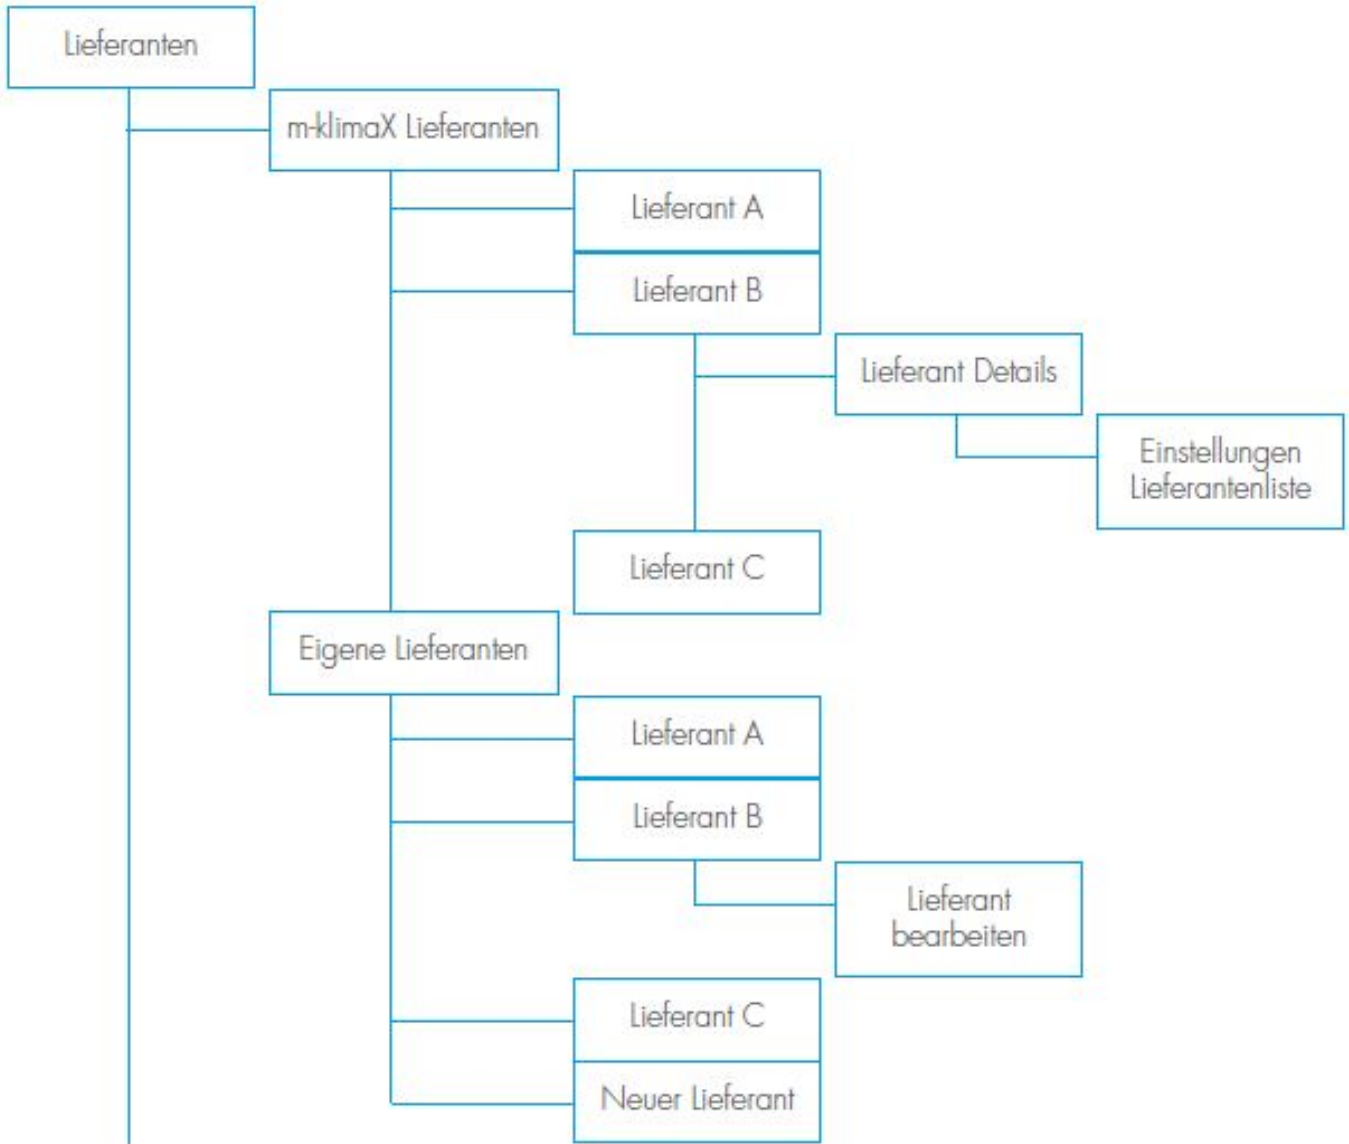 Lieferanten
m-klimaX Lieferanten
Lieferant A
Lieferant B
Lieferant Details
Einstellungen
Lieferantenliste
Lieferant C
Eigene Lieferanten
Lieferant A
Lieferant B
Lieferant
bearbeiten
Lieferant C
Neuer Lieferant